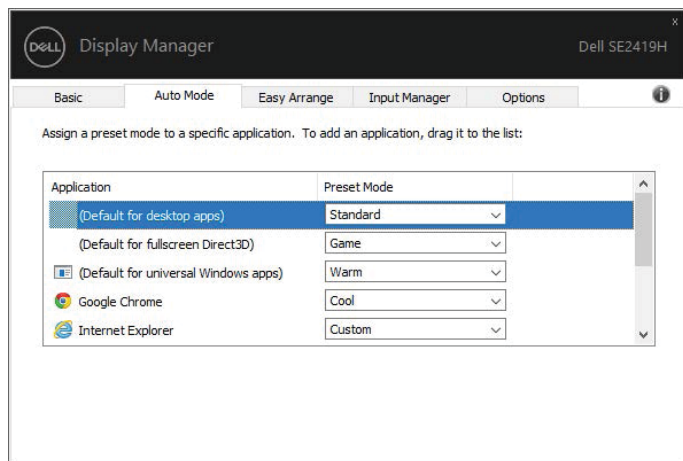 x
DELL Display Manager Dell SE2419H
Basic Auto Mode Easy Arrange Input Manager Options i
Assign a preset mode to a specific application. To add an application, drag it to the list:
Application Preset Mode
(Default for desktop apps) Standard
(Default for fullscreen Direct3D) Game
(Default for universal Windows apps) Warm
Google Chrome Cool
Internet Explorer Custom